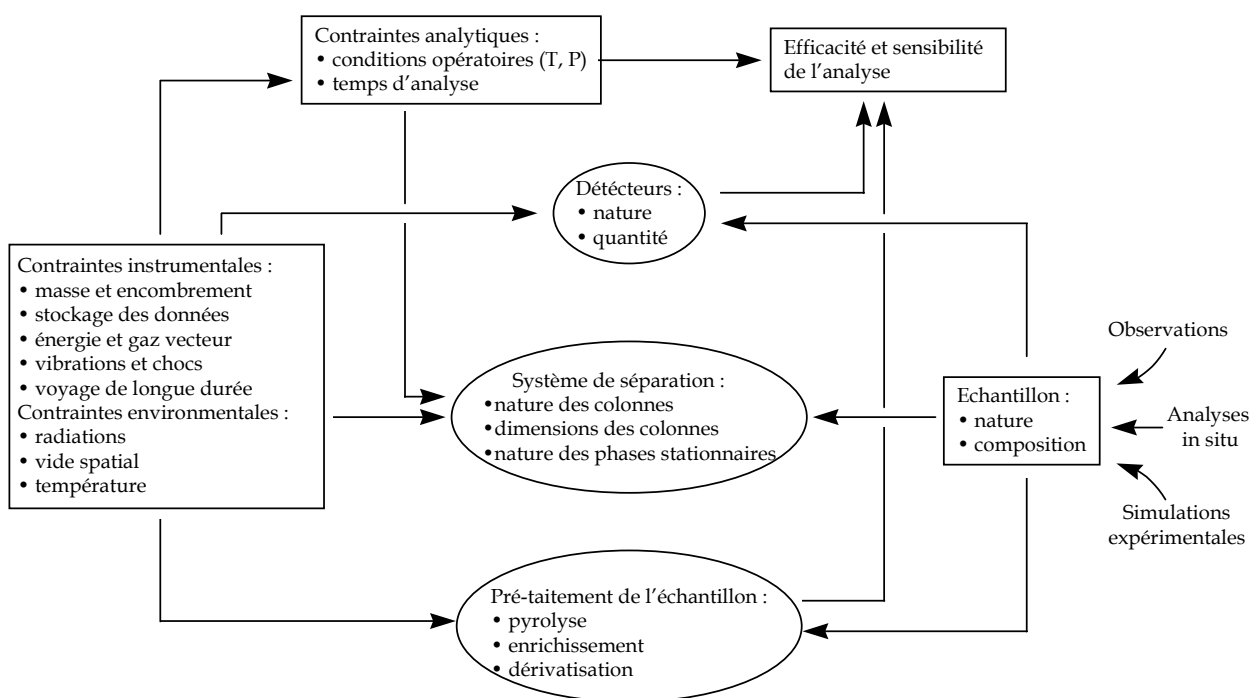 Contraintes analytiques :
• conditions opératoires (T, P)
• temps d'analyse
Efficacité et sensibilité
de l'analyse
Détécteurs :
• nature
• quantité
Contraintes instrumentales :
• masse et encombrement
• stockage des données
• énergie et gaz vecteur
• vibrations et chocs
• voyage de longue durée
Contraintes environmentales :
• radiations
• vide spatial
• température
Système de séparation :
•nature des colonnes
•dimensions des colonnes
•nature des phases stationnaires
Echantillon :
• nature
• composition
Observations
Analyses
in situ
Simulations
expérimentales
Pré-taitement de l'échantillon :
• pyrolyse
• enrichissement
• dérivatisation